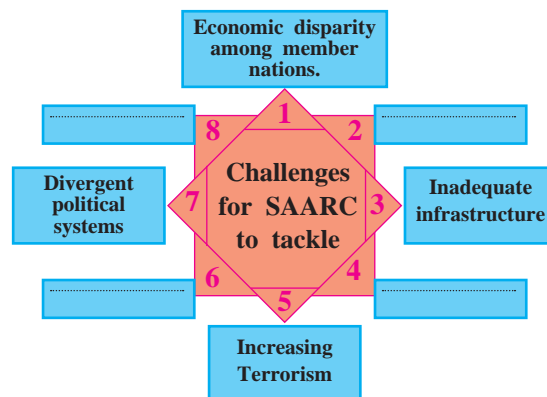 Economic disparity
among member
nations.
1
8
2
Divergent
political
systems
7
Challenges
for SAARC
to tackle
3
Inadequate
infrastructure
6
4
5
Increasing
Terrorism